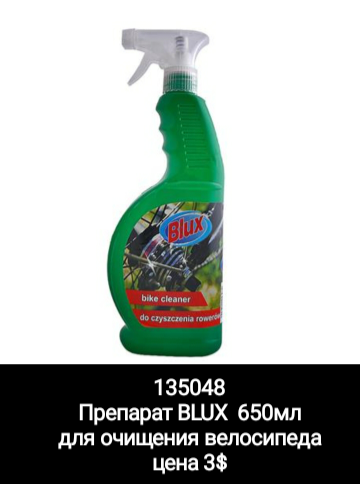 BluX
bike cleaner
do czyszczenia rowerów
135048
Препарат BLUX 650мл
для очищения велосипеда
цена 3$